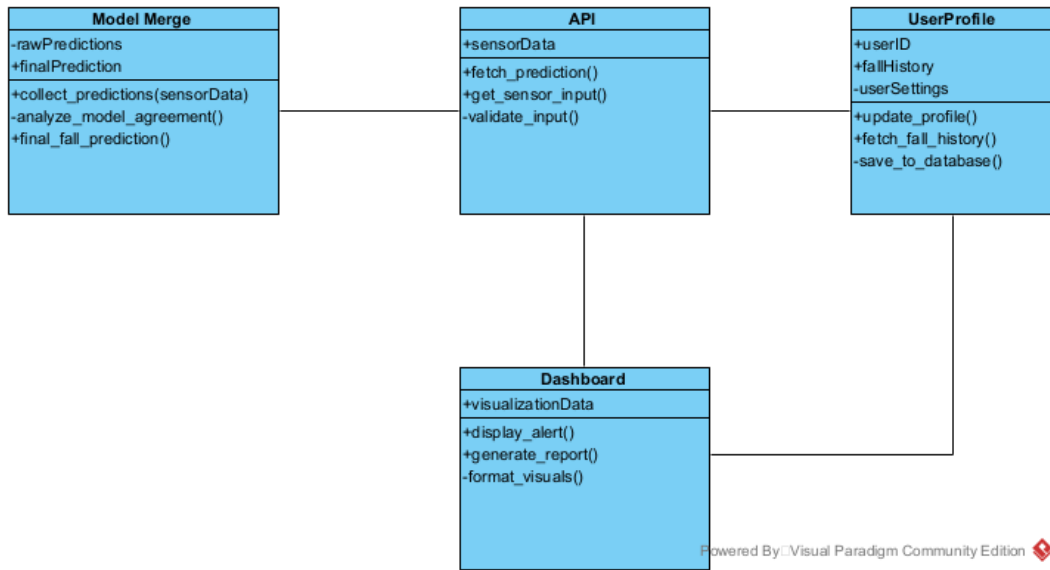 Model Merge
-rawPredictions
+finalPrediction
+collect_predictions(sensorData)
-analyze_model_agreement()
+final_fall_prediction()
API
+sensorData
+fetch_prediction()
+get_sensor_input()
-validate_input()
UserProfile
+userID
+fallHistory
-userSettings
+update_profile()
+fetch_fall_history()
-save_to_database()
Dashboard
+visualizationData
+display_alert()
+generate_report()
-format_visuals()
Powered By Visual Paradigm Community Edition